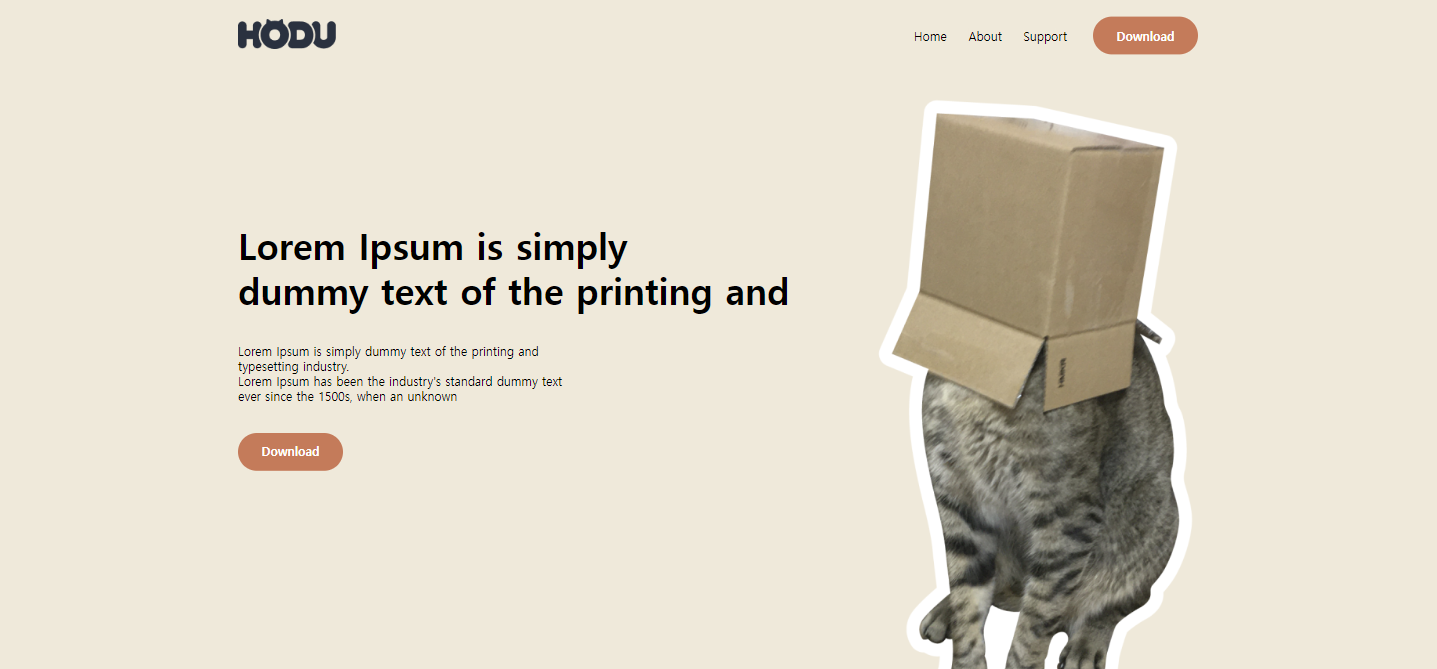 HODU
Home About Support Download
Lorem Ipsum is simply
dummy text of the printing and
Lorem Ipsum is simply dummy text of the printing and
typesetting industry.
Lorem Ipsum has been the industry's standard dummy text
ever since the 1500s, when an unknown
Download